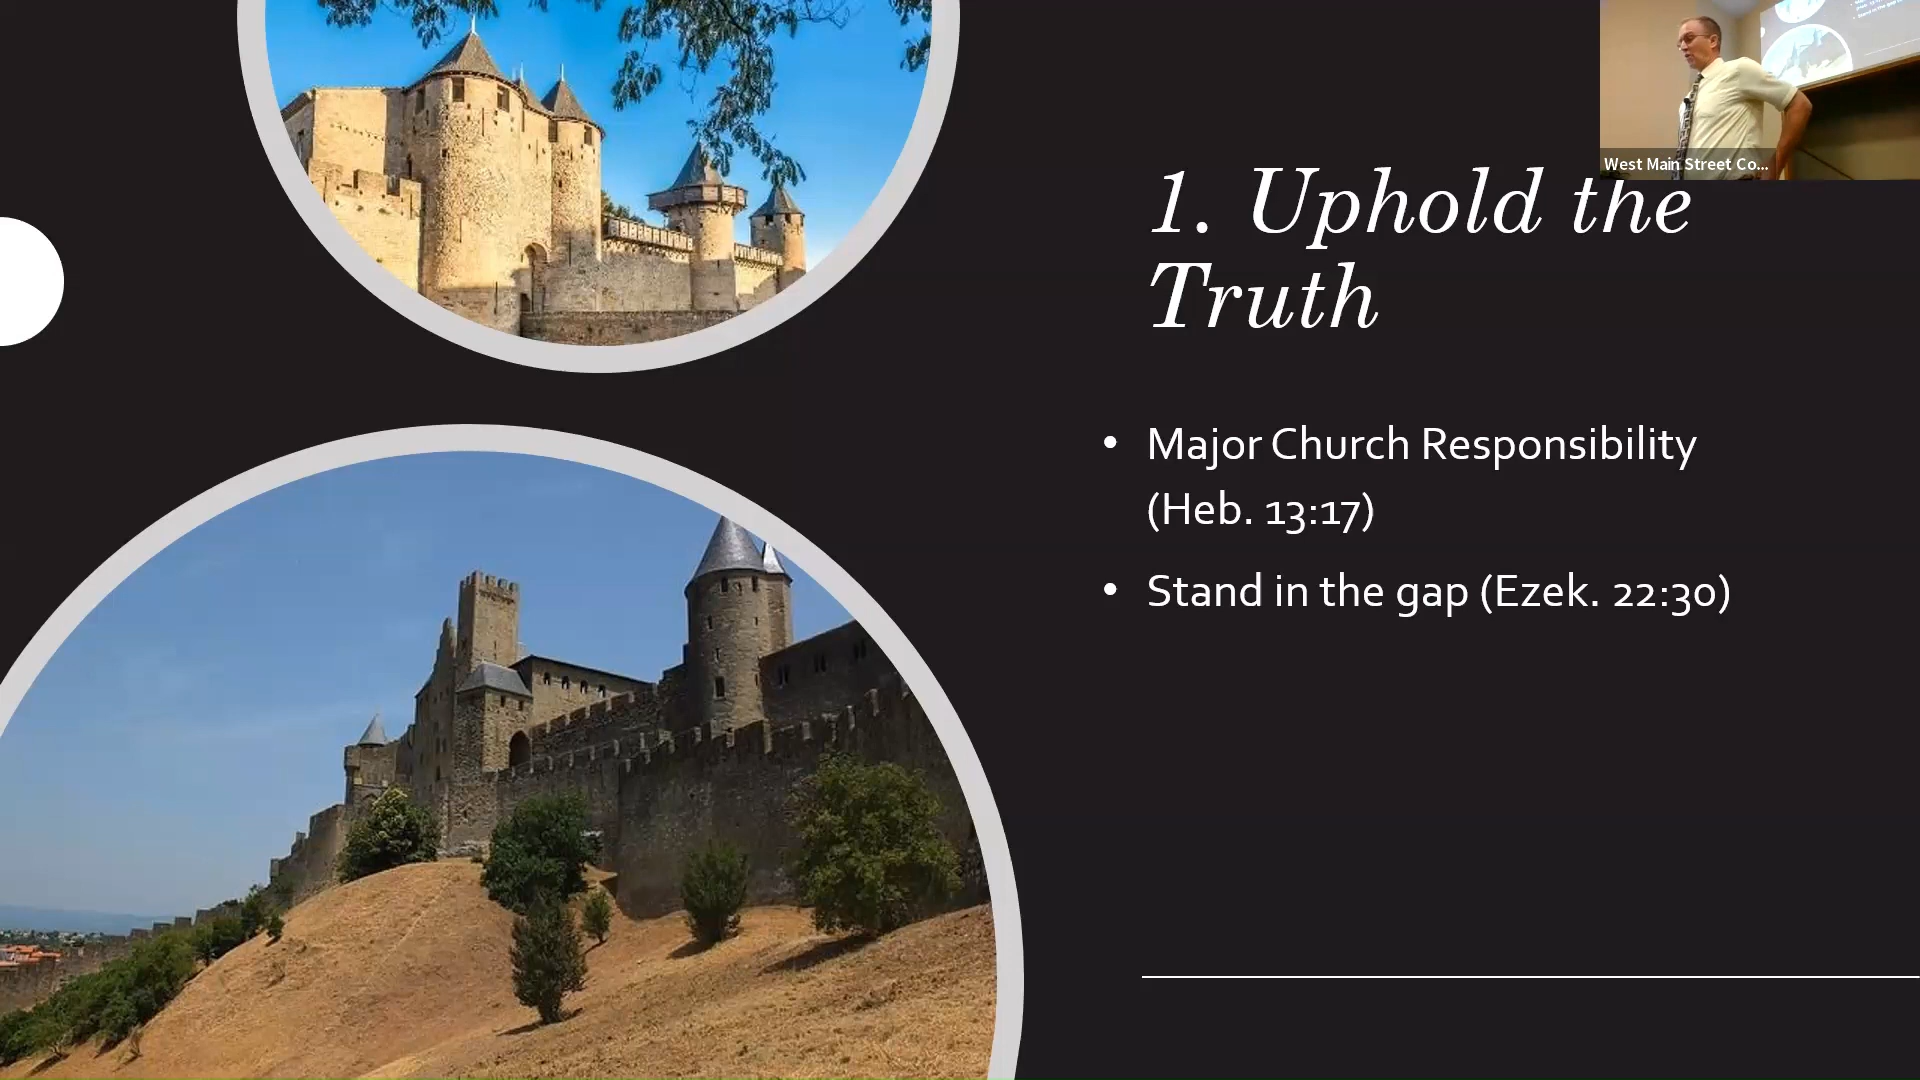 West Main Street Co...
1. Uphold the
Truth
• Major Church Responsibility
(Heb. 13:17)
• Stand in the gap (Ezek. 22:30)